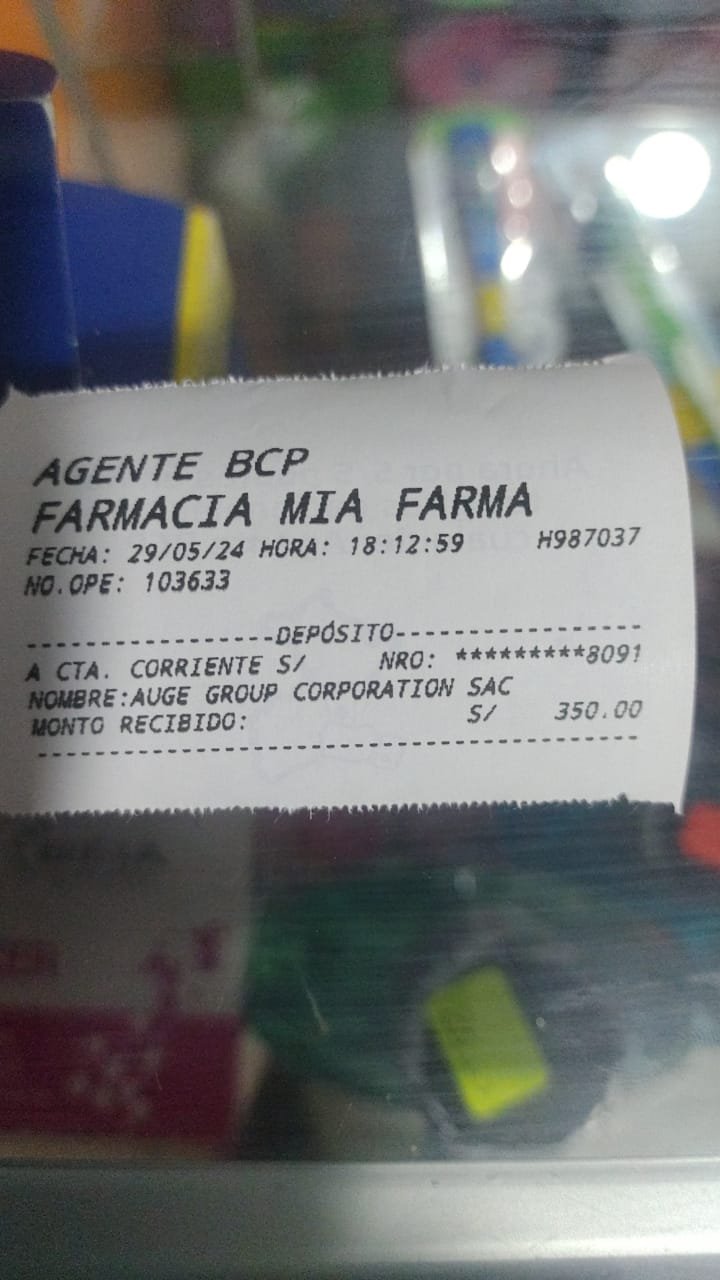 AGENTE BCP
FARMACIA MIA FARMA
FECHA: 29/05/24 HORA: 18:12:59 H987037
NO.OPE: 103633
-----------------DEPÓSITO-----------------
A CTA. CORRIENTE S/ NRO: *********8091
NOMBRE:AUGE GROUP CORPORATION SAC
MONTO RECIBIDO: S/ 350.00
------------------------------------------